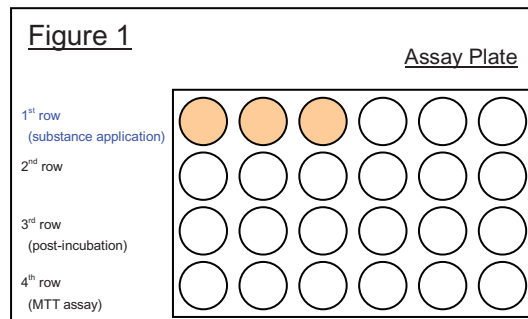 Figure 1
Assay Plate
1st row
(substance application)
2nd row
3rd row
(post-incubation)
4th row
(MTT assay)